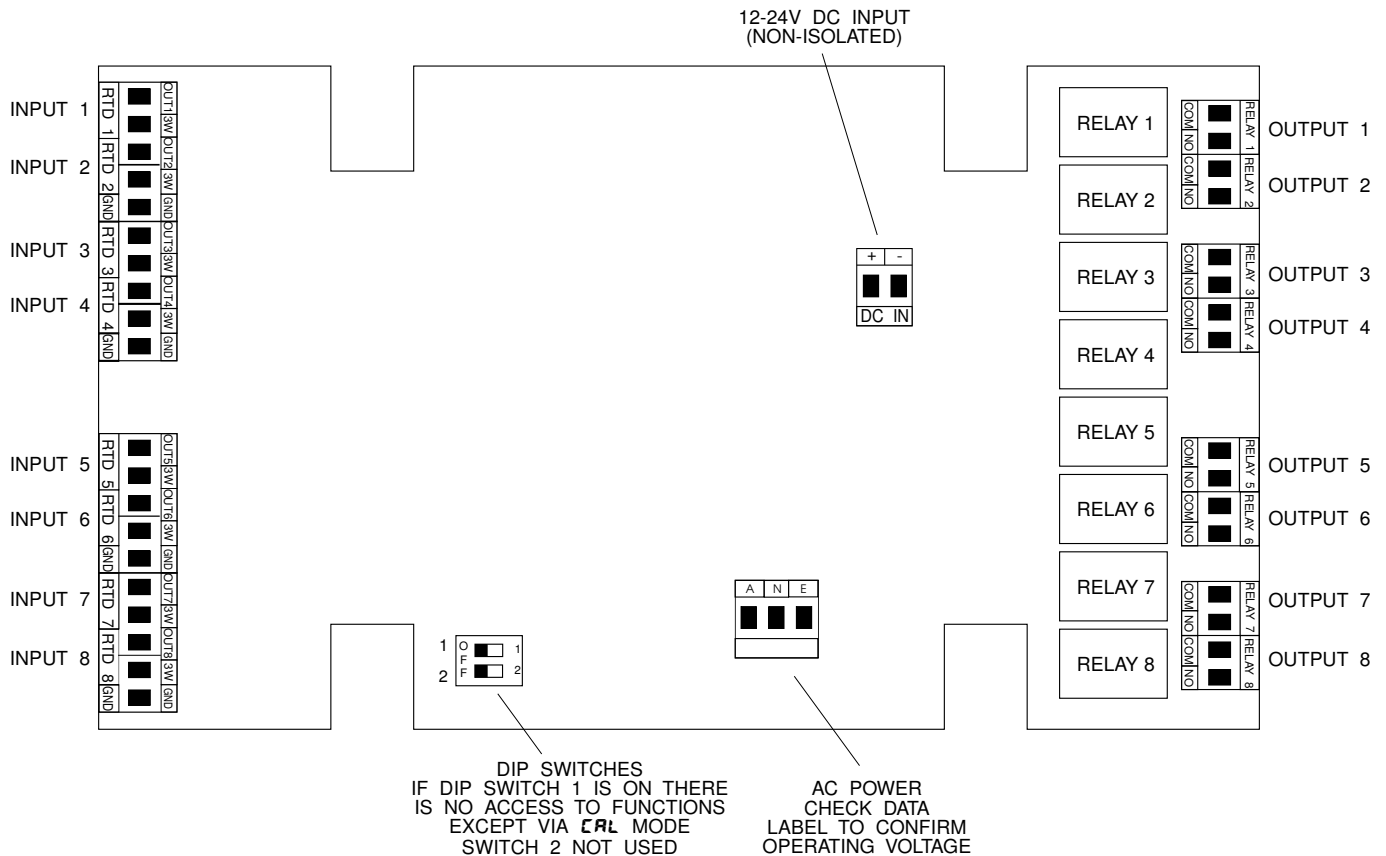 12-24V DC INPUT
(NON-ISOLATED)
INPUT 1
RTD 1
OUT1
3W
INPUT 2
RTD 2
OUT2
3W
GND
GND
INPUT 3
RTD 3
OUT3
3W
INPUT 4
RTD 4
OUT4
3W
GND
GND
INPUT 5
RTD 5
OUT5
3W
INPUT 6
RTD 6
OUT6
3W
GND
GND
INPUT 7
RTD 7
OUT7
3W
INPUT 8
RTD 8
OUT8
3W
GND
GND
+ -
DC IN
A N E
1 OFF 1
2 2
DIP SWITCHES
IF DIP SWITCH 1 IS ON THERE
IS NO ACCESS TO FUNCTIONS
EXCEPT VIA CAL MODE
SWITCH 2 NOT USED
AC POWER
CHECK DATA
LABEL TO CONFIRM
OPERATING VOLTAGE
RELAY 1
RELAY 2
RELAY 3
RELAY 4
RELAY 5
RELAY 6
RELAY 7
RELAY 8
COM NO
RELAY 1
OUTPUT 1
COM NO
RELAY 2
OUTPUT 2
COM NO
RELAY 3
OUTPUT 3
COM NO
RELAY 4
OUTPUT 4
COM NO
RELAY 5
OUTPUT 5
COM NO
RELAY 6
OUTPUT 6
COM NO
RELAY 7
OUTPUT 7
COM NO
RELAY 8
OUTPUT 8